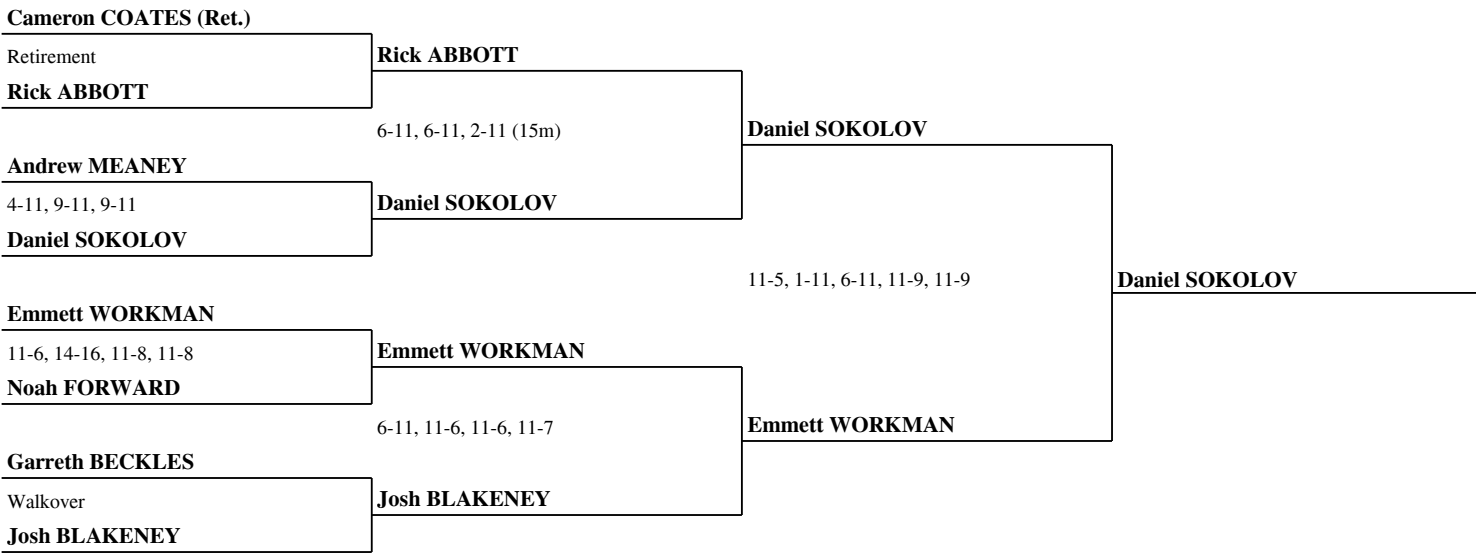 Cameron COATES (Ret.)
Retirement
Rick ABBOTT
Rick ABBOTT
6-11, 6-11, 2-11 (15m)
Daniel SOKOLOV
Andrew MEANEY
4-11, 9-11, 9-11
Daniel SOKOLOV
Daniel SOKOLOV
11-5, 1-11, 6-11, 11-9, 11-9
Daniel SOKOLOV
Emmett WORKMAN
11-6, 14-16, 11-8, 11-8
Emmett WORKMAN
Noah FORWARD
6-11, 11-6, 11-6, 11-7
Emmett WORKMAN
Garreth BECKLES
Walkover
Josh BLAKENEY
Josh BLAKENEY